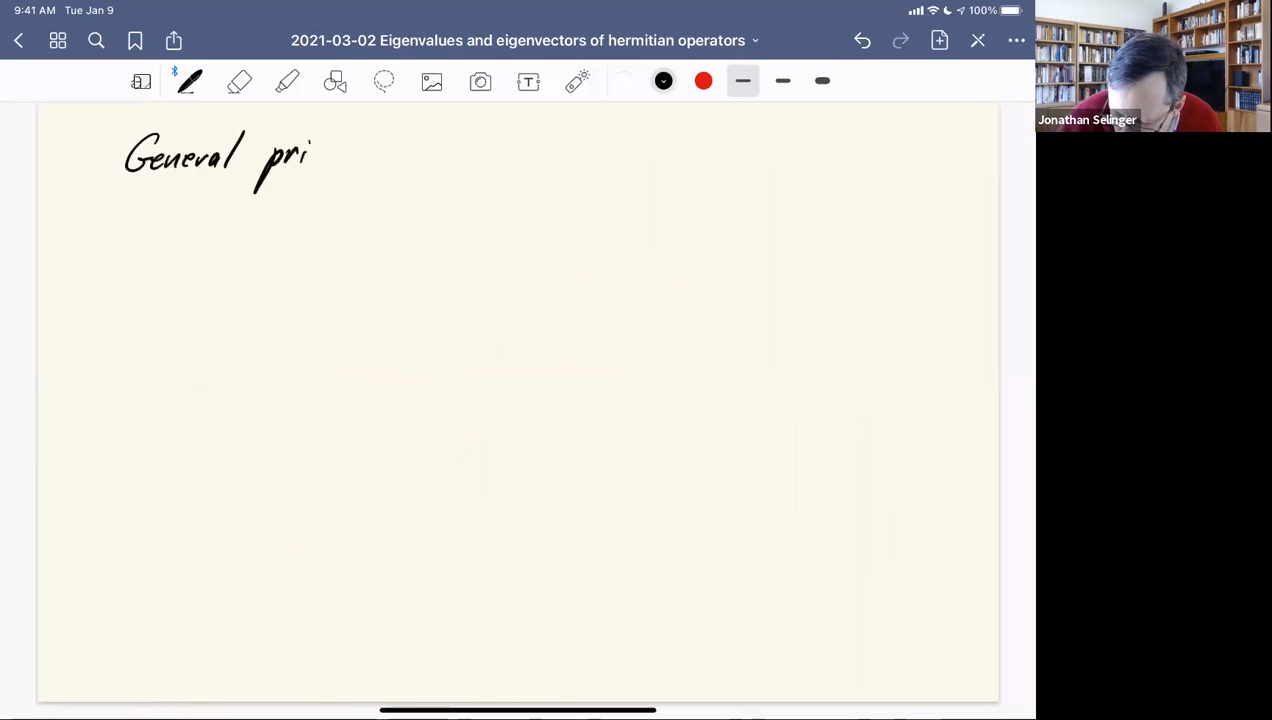 9:41 AM Tue Jan 9
100%
2021-03-02 Eigenvalues and eigenvectors of hermitian operators
T
Jonathan Selinger
General pri